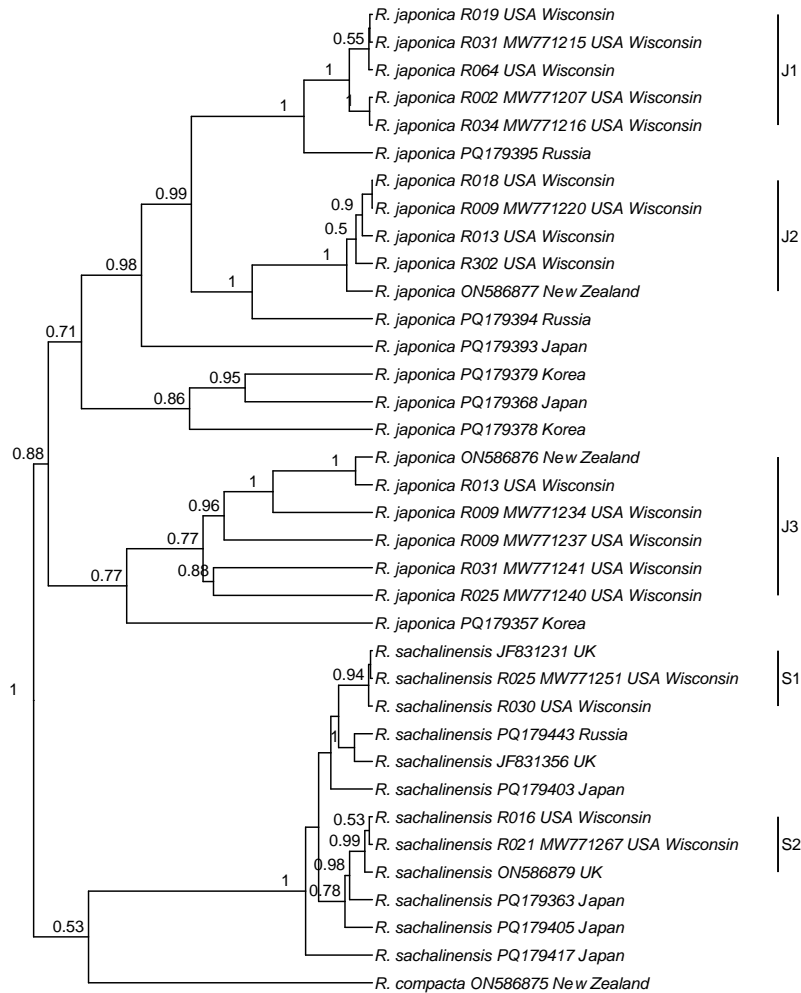 R. japonica R019 USA Wisconsin
0.55 R. japonica R031 MW771215 USA Wisconsin J1
1 R. japonica R064 USA Wisconsin
1 1 R. japonica R002 MW771207 USA Wisconsin
R. japonica R034 MW771216 USA Wisconsin
R. japonica PQ179395 Russia
0.99 R. japonica R018 USA Wisconsin
0.9 R. japonica R009 MW771220 USA Wisconsin
0.5 R. japonica R013 USA Wisconsin J2
0.98 1 R. japonica R302 USA Wisconsin
1 R. japonica ON586877 New Zealand
R. japonica PQ179394 Russia
0.71 R. japonica PQ179393 Japan
0.95 R. japonica PQ179379 Korea
0.86 R. japonica PQ179368 Japan
R. japonica PQ179378 Korea
0.88 1 R. japonica ON586876 New Zealand
1 R. japonica R013 USA Wisconsin
0.96 R. japonica R009 MW771234 USA Wisconsin J3
0.77 R. japonica R009 MW771237 USA Wisconsin
0.77 0.88 R. japonica R031 MW771241 USA Wisconsin
R. japonica R025 MW771240 USA Wisconsin
R. japonica PQ179357 Korea
R. sachalinensis JF831231 UK
1 0.94 R. sachalinensis R025 MW771251 USA Wisconsin S1
R. sachalinensis R030 USA Wisconsin
1 R. sachalinensis PQ179443 Russia
R. sachalinensis JF831356 UK
R. sachalinensis PQ179403 Japan
0.53 R. sachalinensis R016 USA Wisconsin
0.99 R. sachalinensis R021 MW771267 USA Wisconsin S2
0.98 R. sachalinensis ON586879 UK
1 0.78 R. sachalinensis PQ179363 Japan
R. sachalinensis PQ179405 Japan
0.53 R. sachalinensis PQ179417 Japan
R. compacta ON586875 New Zealand